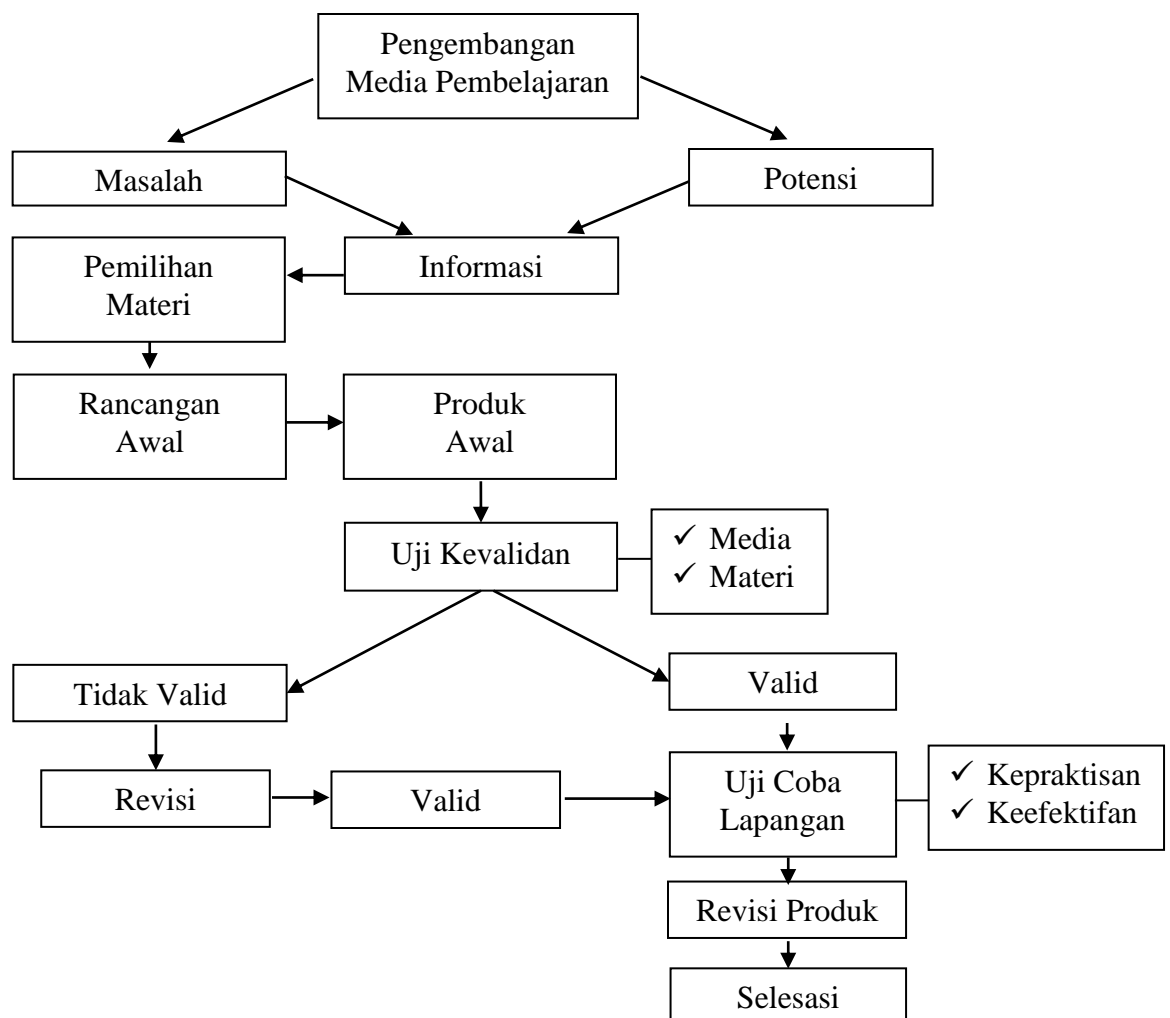 Pengembangan
Media Pembelajaran
Masalah
Potensi
Informasi
Pemilihan
Materi
Rancangan
Awal
Produk
Awal
Uji Kevalidan
✓ Media
✓ Materi
Tidak Valid
Valid
Revisi
Valid
Uji Coba
Lapangan
✓ Kepraktisan
✓ Keefektifan
Revisi Produk
Selesasi